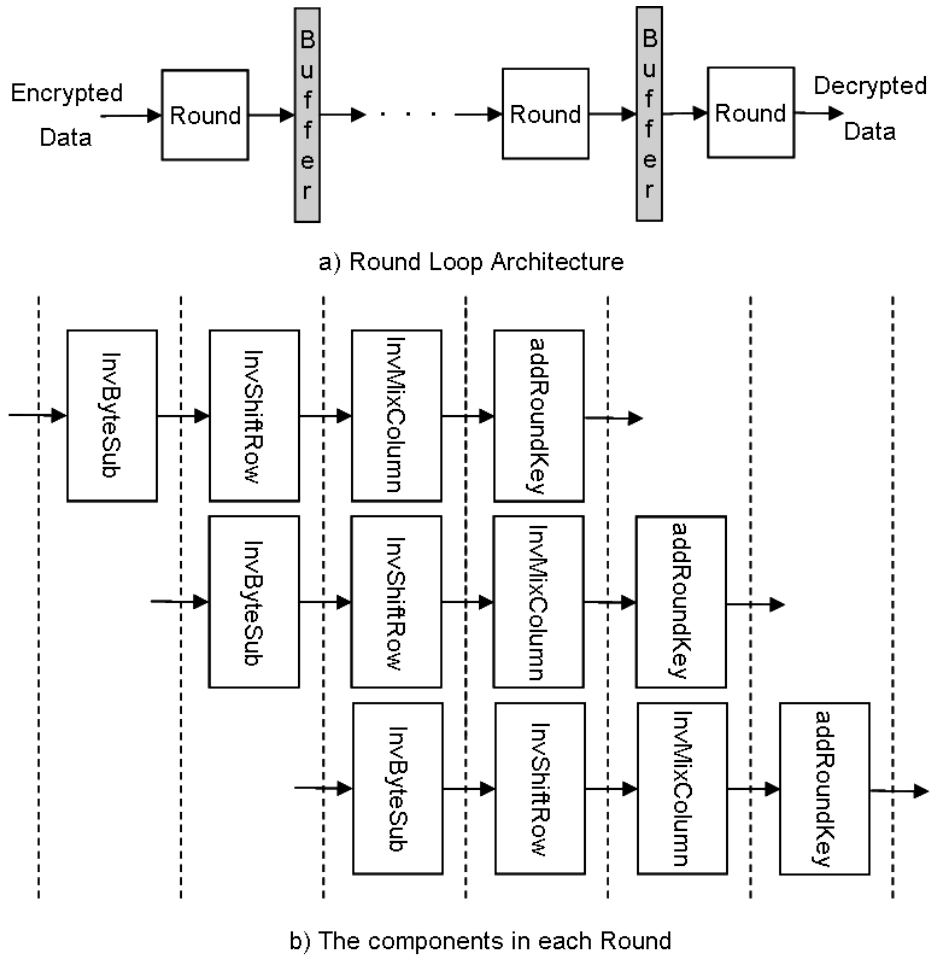 Encrypted
Data
Round
Buffer
. . .
Round
Buffer
Round
Decrypted
Data
a) Round Loop Architecture
InvByteSub
InvShiftRow
InvMixColumn
addRoundKey
InvByteSub
InvShiftRow
InvMixColumn
addRoundKey
InvByteSub
InvShiftRow
InvMixColumn
addRoundKey
b) The components in each Round